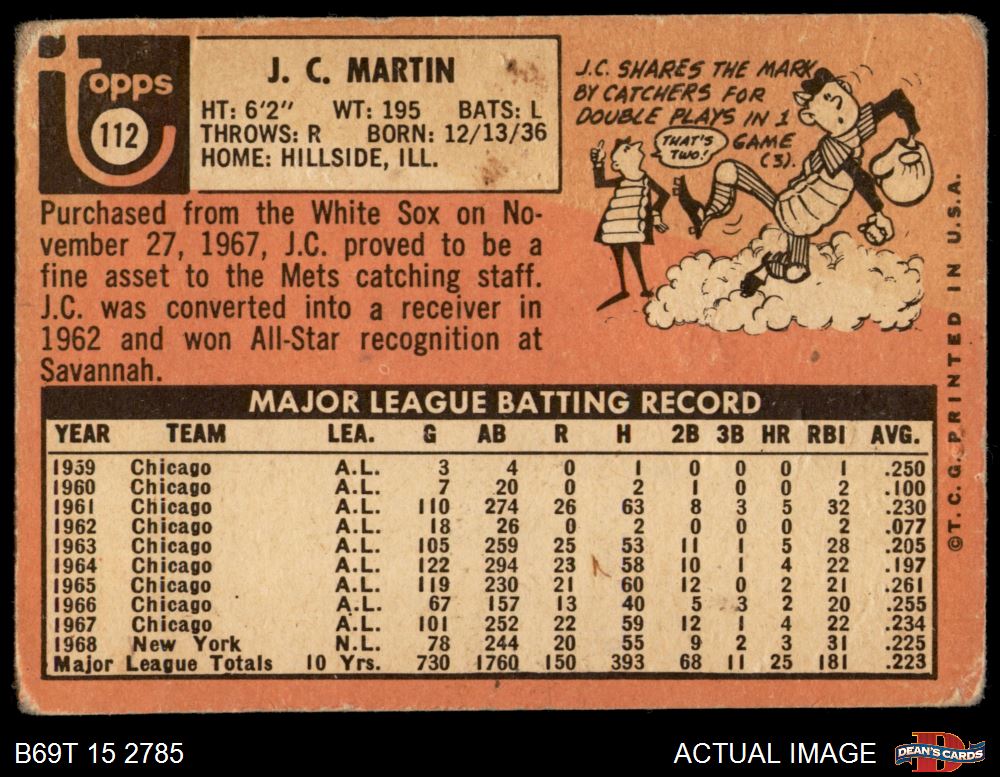 topps
112
J. C. MARTIN
HT: 6'2" WT: 195 BATS: L
THROWS: R BORN: 12/13/36
HOME: HILLSIDE, ILL.
J.C. SHARES THE MARK
BY CATCHERS FOR
DOUBLE PLAYS IN 1
GAME
(3).
THAT'S
TWO!
Purchased from the White Sox on No-
vember 27, 1967, J.C. proved to be a
fine asset to the Mets catching staff.
J.C. was converted into a receiver in
1962 and won All-Star recognition at
Savannah.
MAJOR LEAGUE BATTING RECORD
YEAR TEAM LEA. G AB R H 2B 3B HR RBI AVG.
1959 Chicago A.L. 3 4 0 1 0 0 0 1 .250
1960 Chicago A.L. 7 20 0 2 1 0 0 2 .100
1961 Chicago A.L. 110 274 26 63 8 3 5 32 .230
1962 Chicago A.L. 18 26 0 2 0 0 0 2 .077
1963 Chicago A.L. 105 259 25 53 11 1 5 28 .205
1964 Chicago A.L. 122 294 23 58 10 1 4 22 .197
1965 Chicago A.L. 119 230 21 60 12 0 2 21 .261
1966 Chicago A.L. 67 157 13 40 5 3 2 20 .255
1967 Chicago A.L. 101 252 22 59 12 1 4 22 .234
1968 New York N.L. 78 244 20 55 9 2 3 31 .225
Major League Totals 10 Yrs. 730 1760 150 393 68 11 25 181 .223
©T. C. G. PRINTED IN U.S.A.
B69T 15 2785
ACTUAL IMAGE
D
DEAN'S CARDS